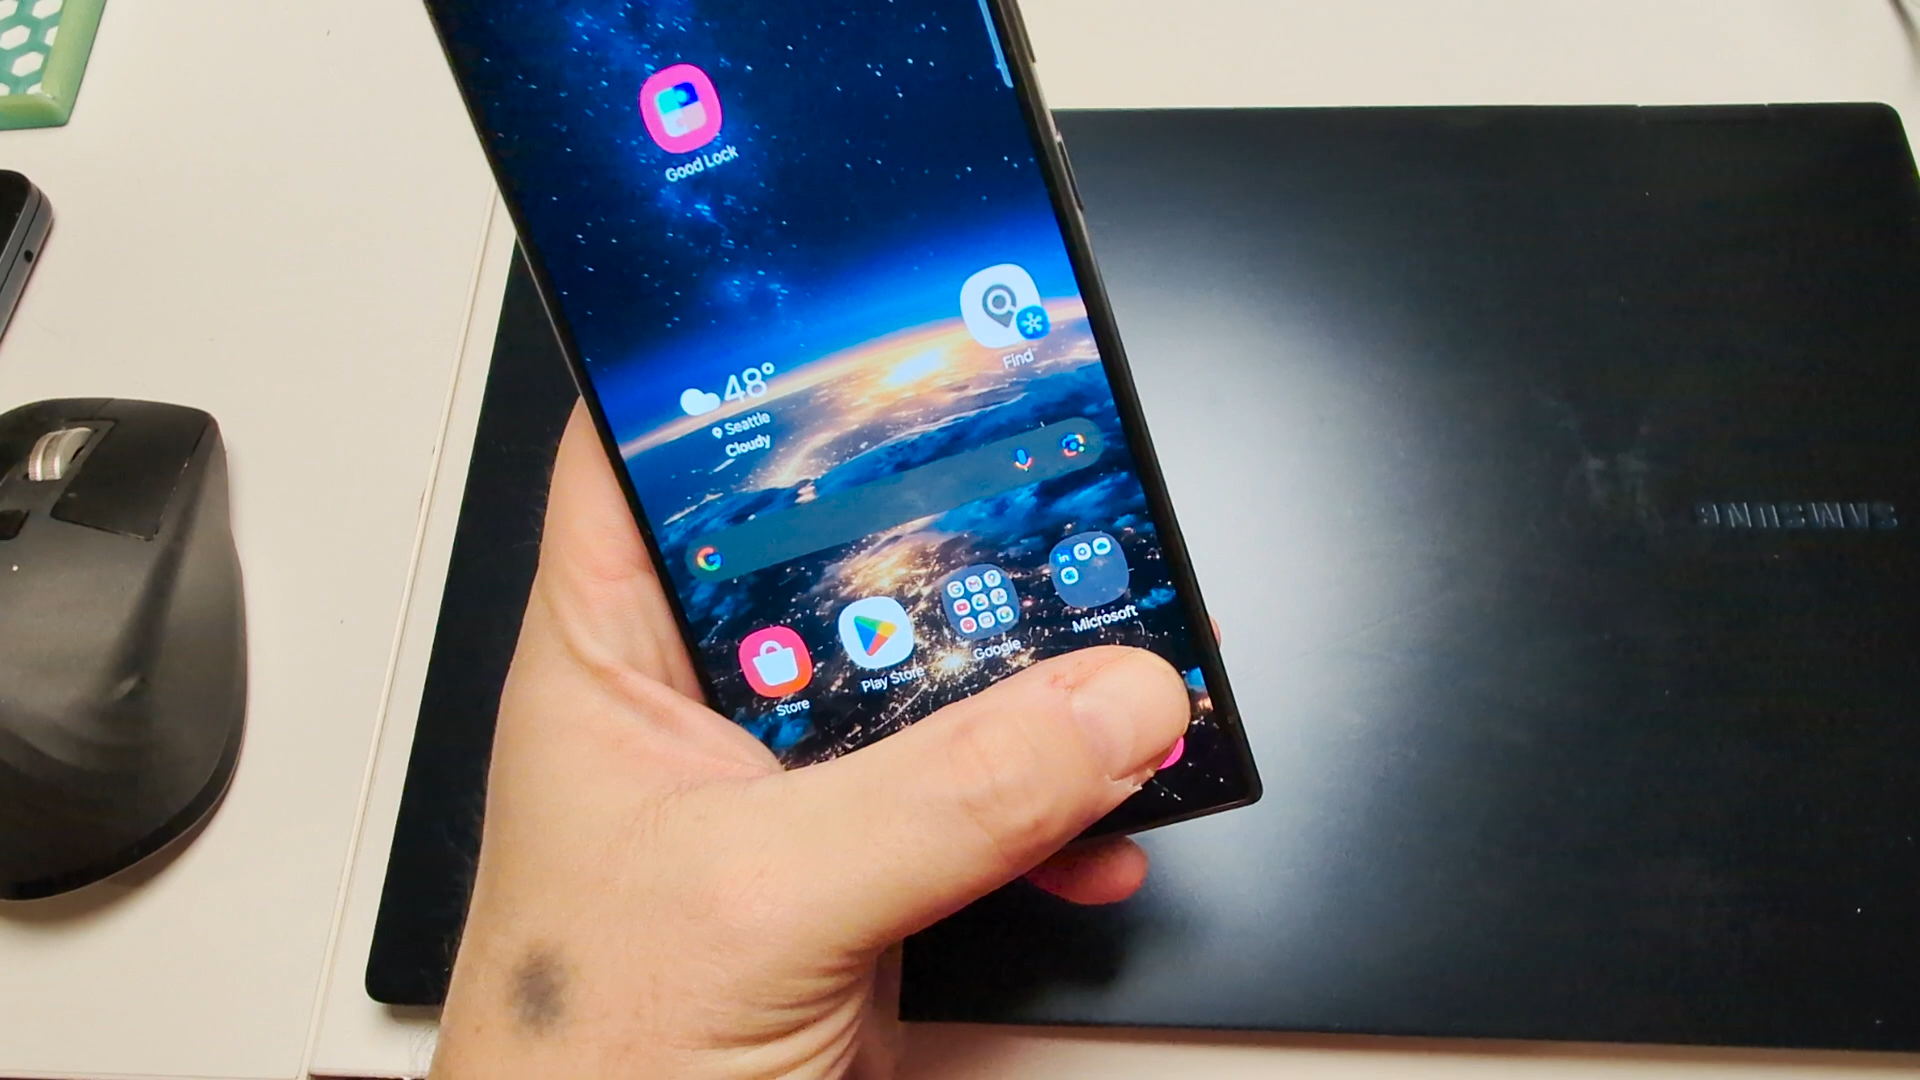 Good Lock
Find
48°
Seattle
Cloudy
Store
Play Store
Google
Microsoft
SAMSUNG